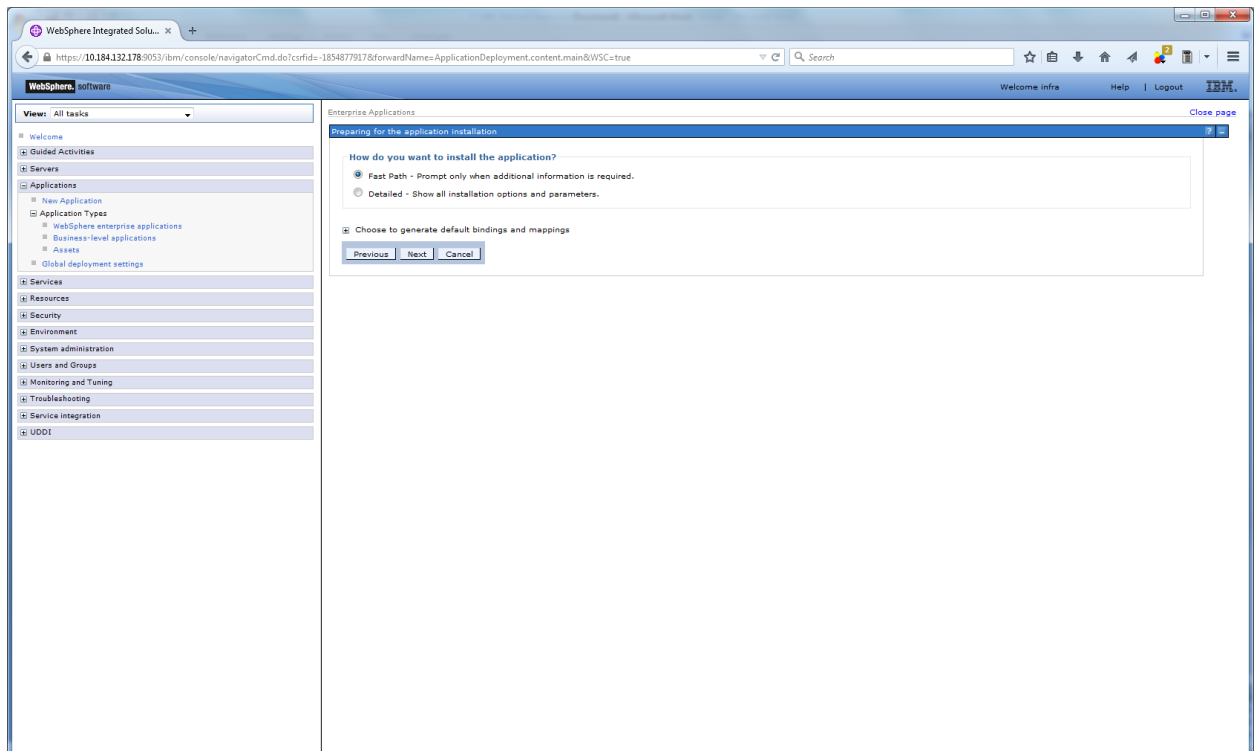 WebSphere Integrated Solu... × +
https://10.184.132.178:9053/ibm/console/navigatorCmd.do?csrfid=-1854877917&forwardName=ApplicationDeployment.content.main&WSC=true Search 2
WebSphere. software Welcome infra Help | Logout IBM.
View: All tasks
Welcome
Guided Activities
Servers
Applications
New Application
Application Types
WebSphere enterprise applications
Business-level applications
Assets
Global deployment settings
Services
Resources
Security
Environment
System administration
Users and Groups
Monitoring and Tuning
Troubleshooting
Service integration
UDDI
Enterprise Applications Close page
Preparing for the application installation ? –
How do you want to install the application?
Fast Path - Prompt only when additional information is required.
Detailed - Show all installation options and parameters.
Choose to generate default bindings and mappings
Previous Next Cancel